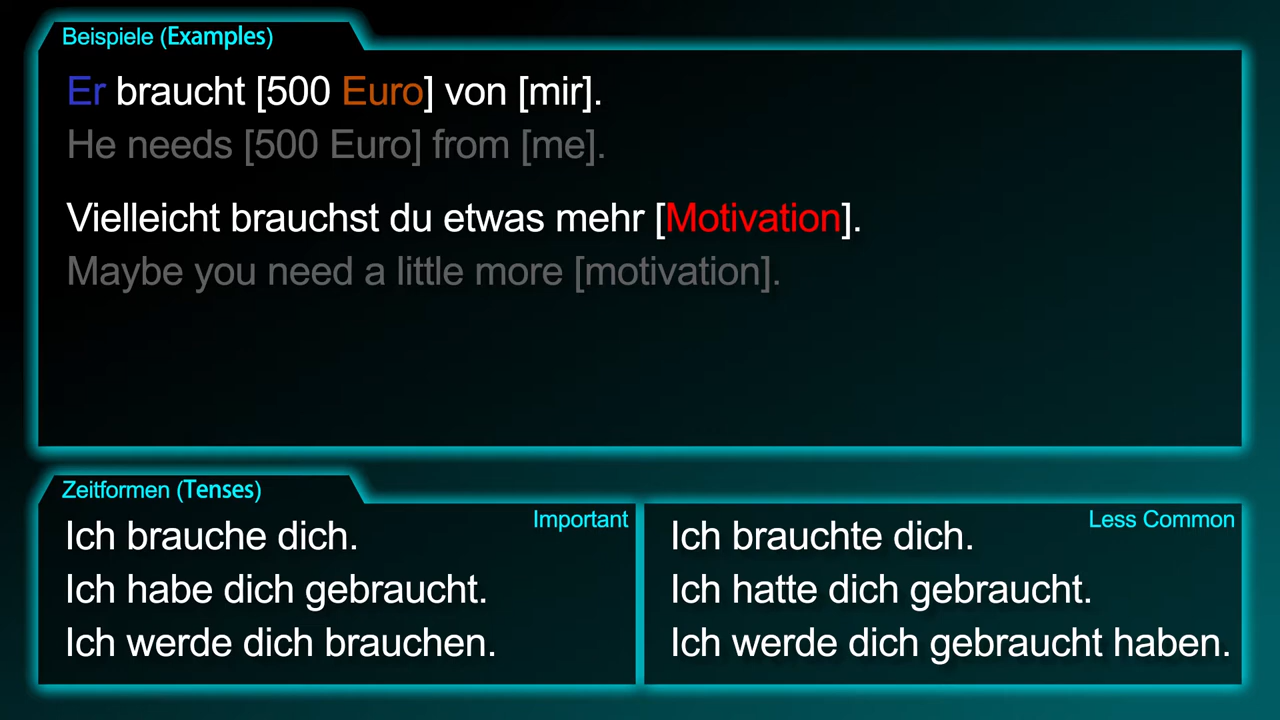 Beispiele (Examples)
Er braucht [500 Euro] von [mir].
He needs [500 Euro] from [me].
Vielleicht brauchst du etwas mehr [Motivation].
Maybe you need a little more [motivation].
Zeitformen (Tenses)
Important
Ich brauche dich.
Ich habe dich gebraucht.
Ich werde dich brauchen.
Less Common
Ich brauchte dich.
Ich hatte dich gebraucht.
Ich werde dich gebraucht haben.